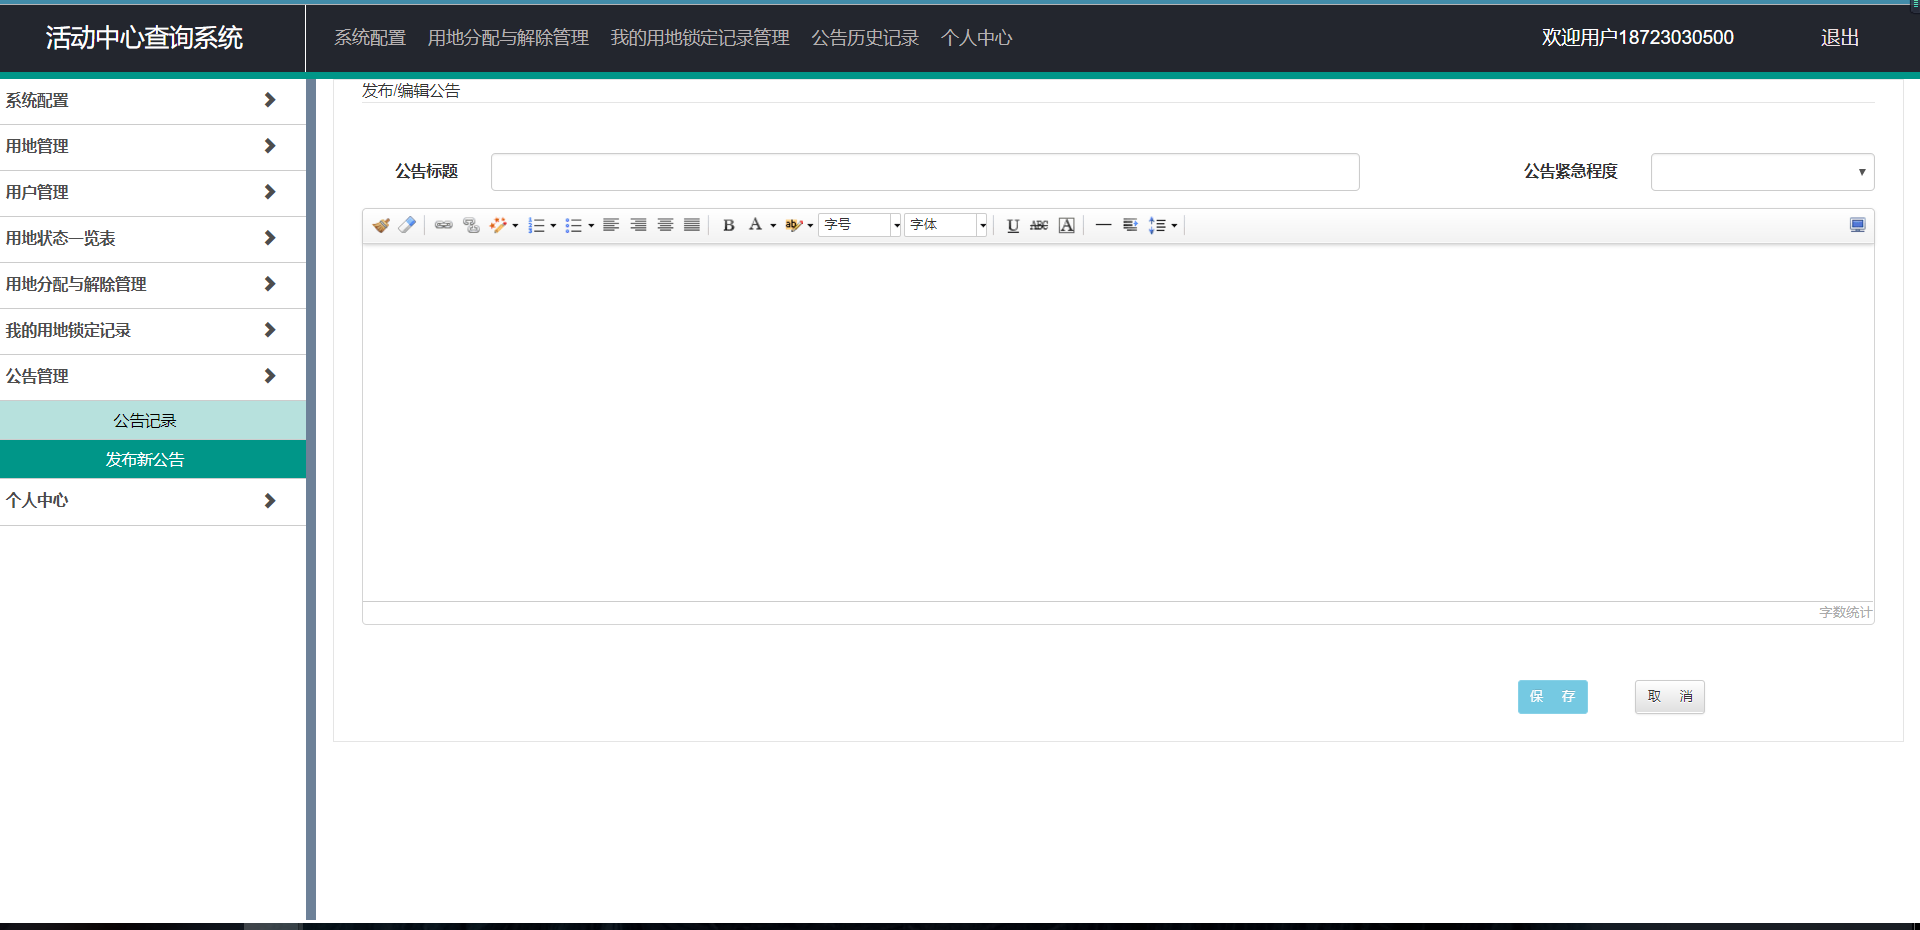 活动中心查询系统
系统配置 用地分配与解除管理 我的用地锁定记录管理 公告历史记录 个人中心 欢迎用户18723030500 退出
系统配置
用地管理
用户管理
用地状态一览表
用地分配与解除管理
我的用地锁定记录
公告管理
公告记录
发布新公告
个人中心
发布/编辑公告
公告标题 公告紧急程度
B A ab 字号 字体 U ABC A
字数统计
保 存 取 消